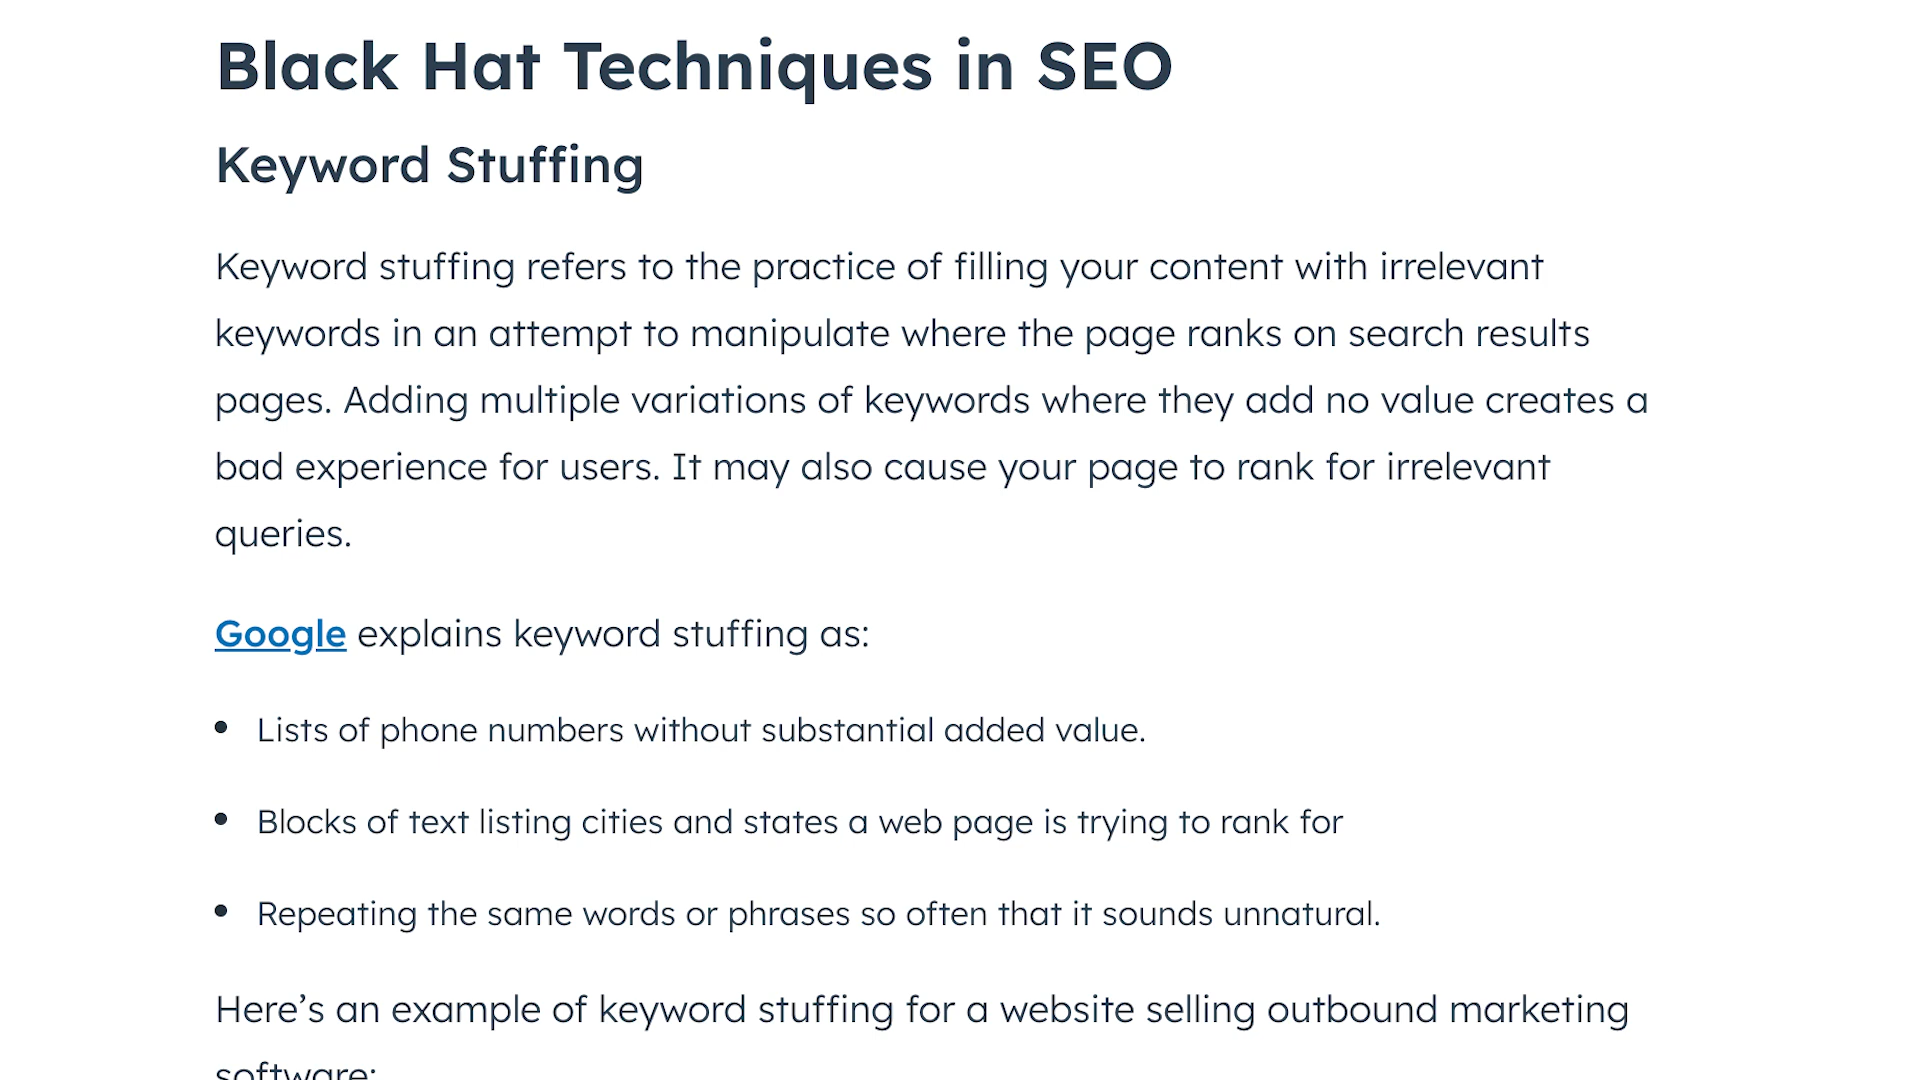 Black Hat Techniques in SEO
Keyword Stuffing
Keyword stuffing refers to the practice of filling your content with irrelevant
keywords in an attempt to manipulate where the page ranks on search results
pages. Adding multiple variations of keywords where they add no value creates a
bad experience for users. It may also cause your page to rank for irrelevant
queries.
Google explains keyword stuffing as:
• Lists of phone numbers without substantial added value.
• Blocks of text listing cities and states a web page is trying to rank for
• Repeating the same words or phrases so often that it sounds unnatural.
Here’s an example of keyword stuffing for a website selling outbound marketing
software: